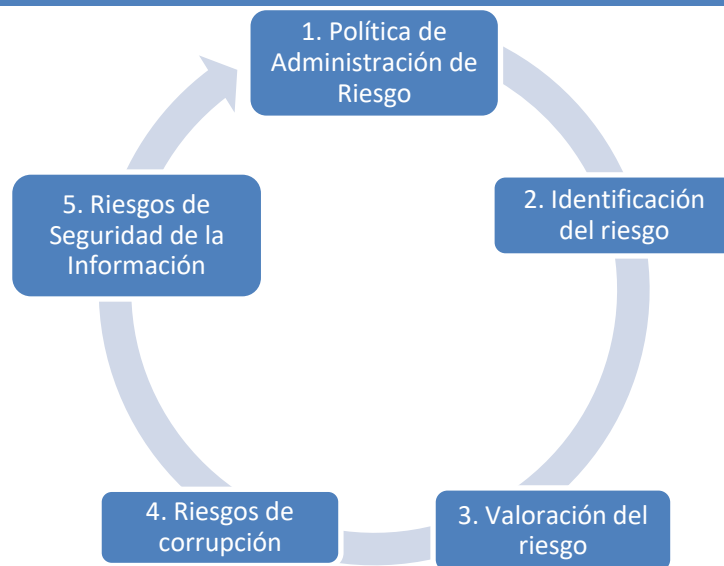 1. Política de
Administración de
Riesgo
2. Identificación
del riesgo
3. Valoración del
riesgo
4. Riesgos de
corrupción
5. Riesgos de
Seguridad de la
Información